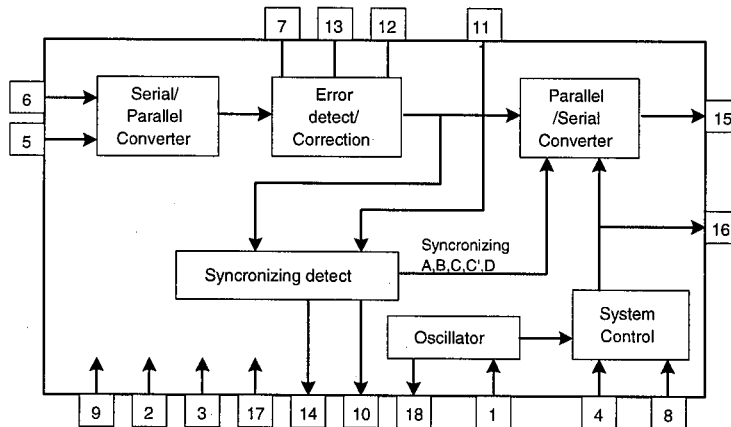 7 13 12 11
6
5
Serial/
Parallel
Converter
Error
detect/
Correction
Parallel
/Serial
Converter
15
16
Syncronizing detect
Syncronizing
A,B,C,C',D
Oscillator
System
Control
9 2 3 17 14 10 18 1 4 8